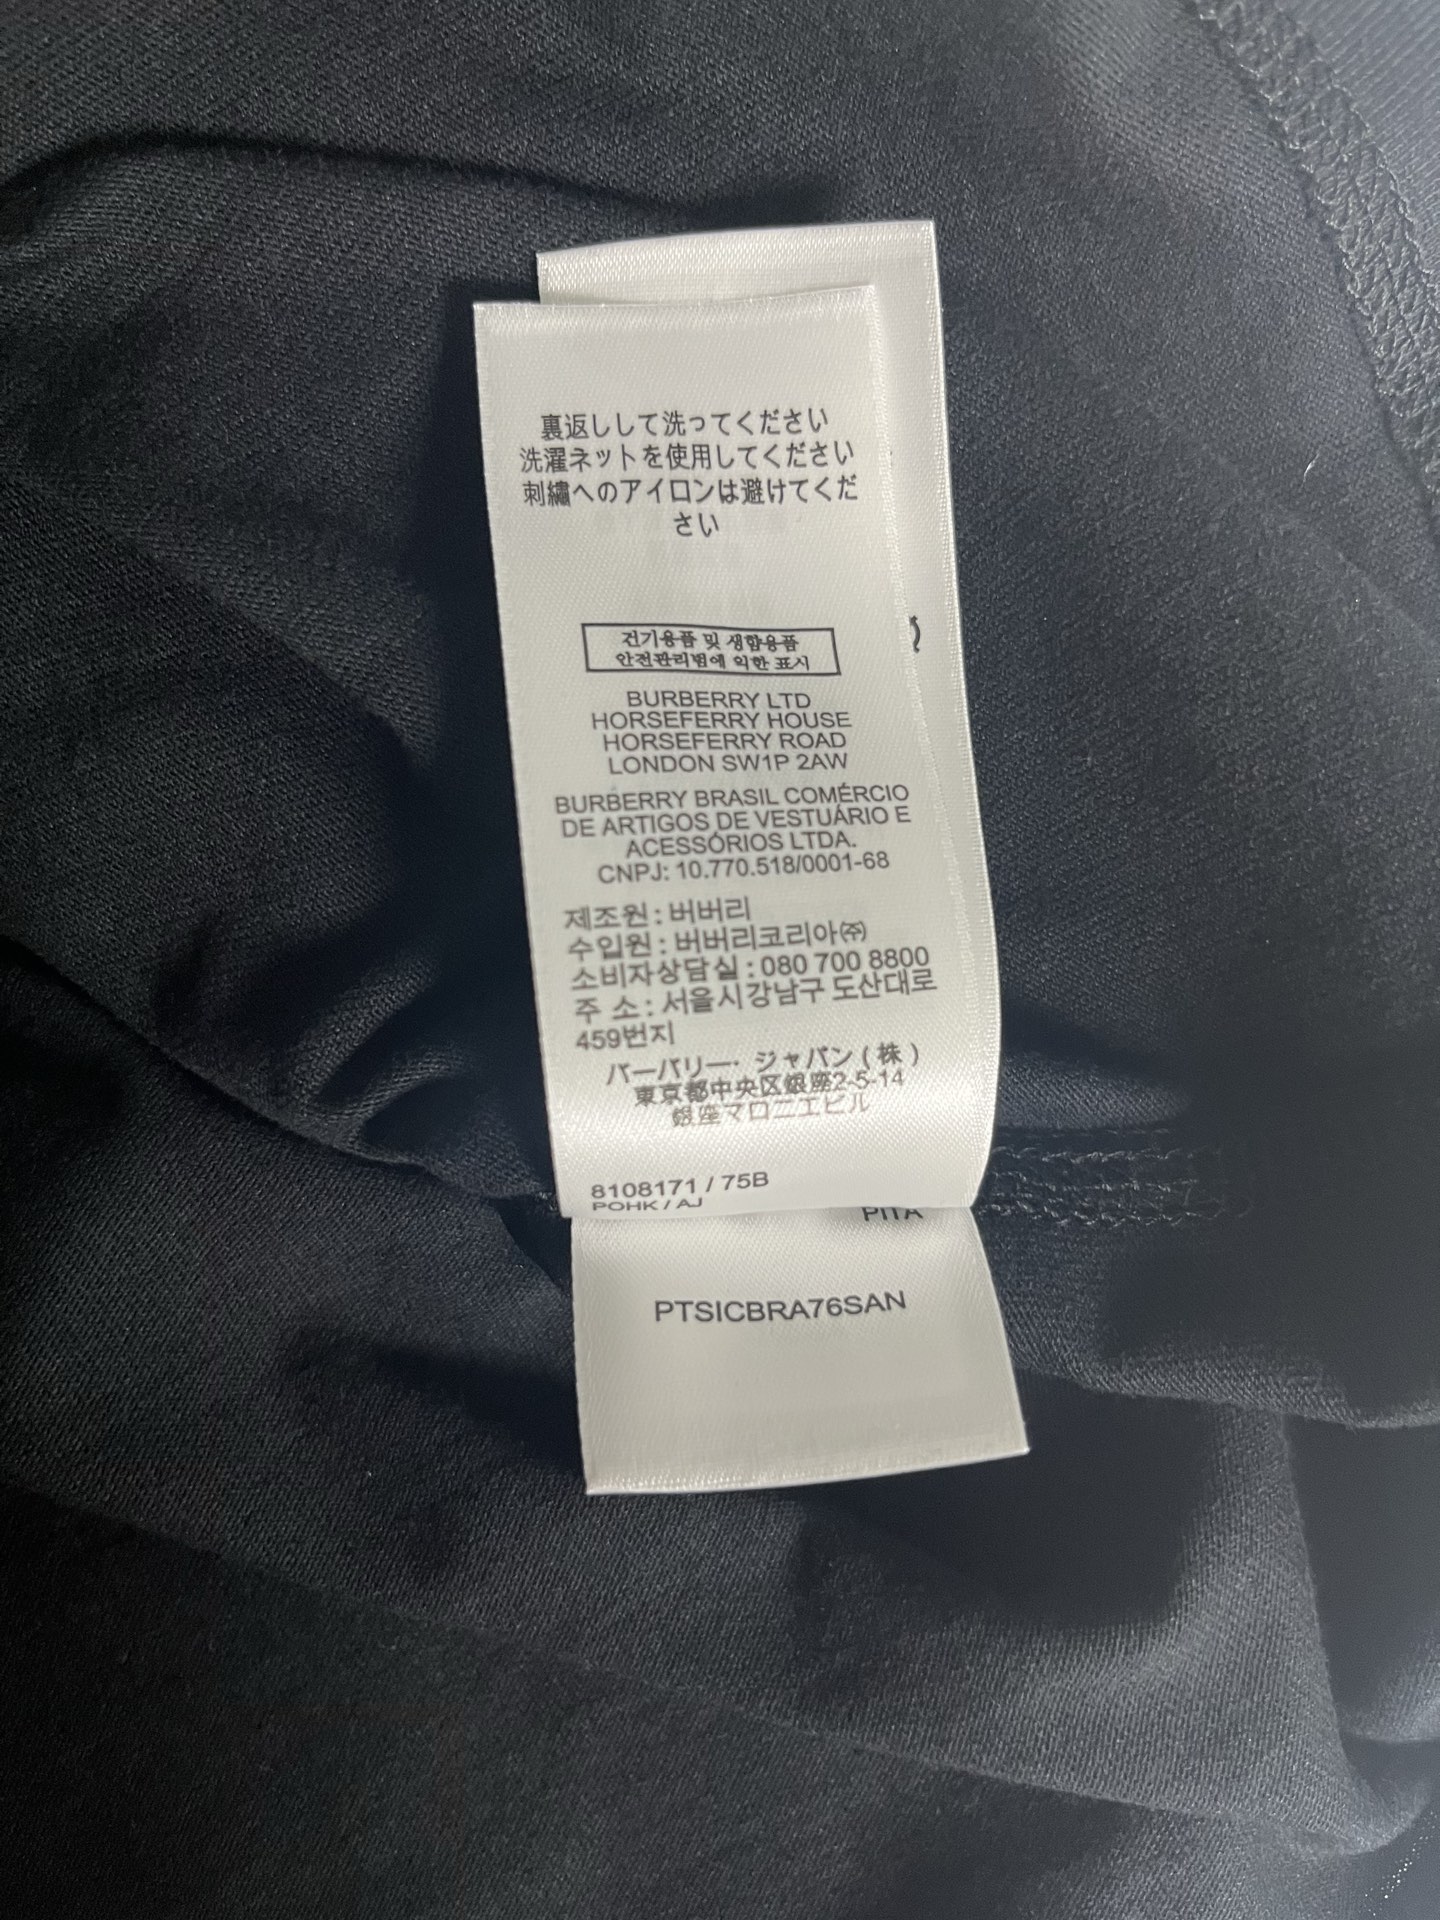 裏返しして洗ってください
洗濯ネットを使用してください
刺繍へのアイロンは避けてくだ
さい
전기용품 및 생활용품
안전관리법에 의한 표시
BURBERRY LTD
HORSEFERRY HOUSE
HORSEFERRY ROAD
LONDON SW1P 2AW
BURBERRY BRASIL COMÉRCIO
DE ARTIGOS DE VESTUÁRIO E
ACESSÓRIOS LTDA.
CNPJ: 10.770.518/0001-68
제조원 : 버버리
수입원 : 버버리코리아㈜
소비자상담실 : 080 700 8800
주 소 : 서울시강남구 도산대로
459번지
バーバリー・ジャパン ( 株 )
東京都中央区銀座2-5-14
銀座マロニエビル
8108171 / 75B
POHK / AJ
PITA
PTSICBRA76SAN